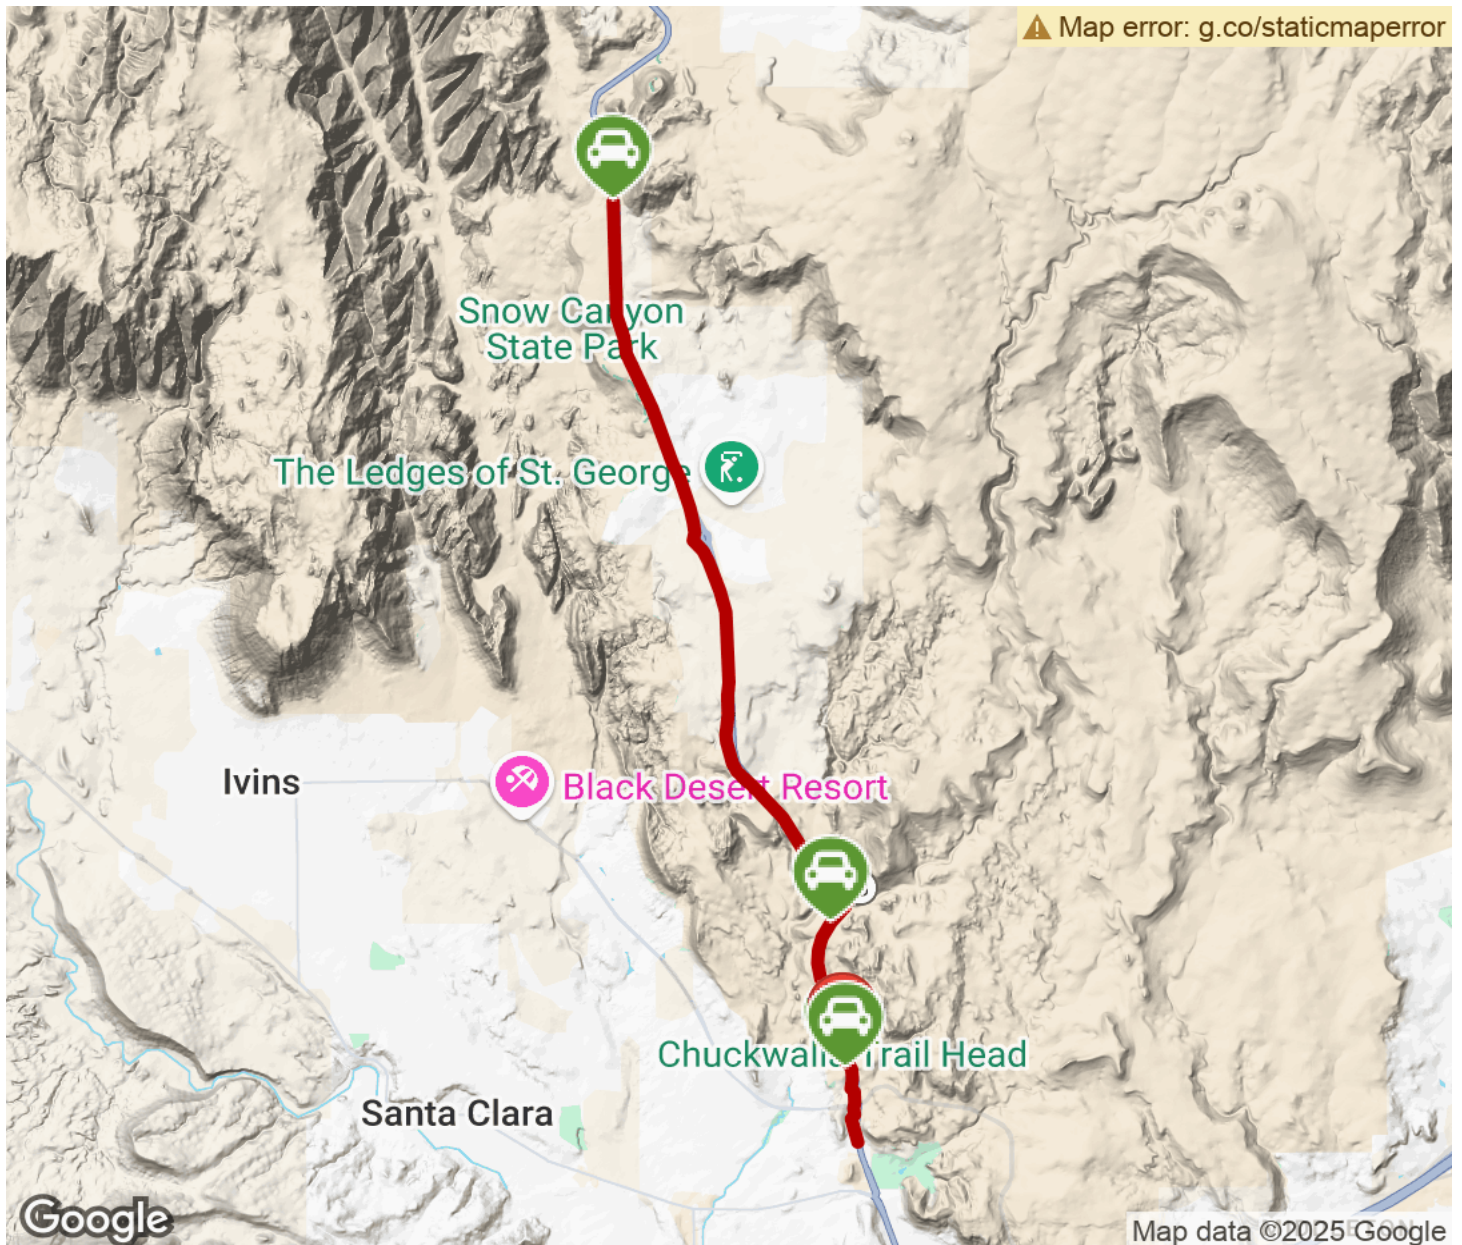 Map error: g.co/staticmaperror
Snow Canyon
State Park
The Ledges of St. George
Ivins
Black Desert Resort
Chuckwalla Trail Head
Santa Clara
Google
Map data ©2025 Google